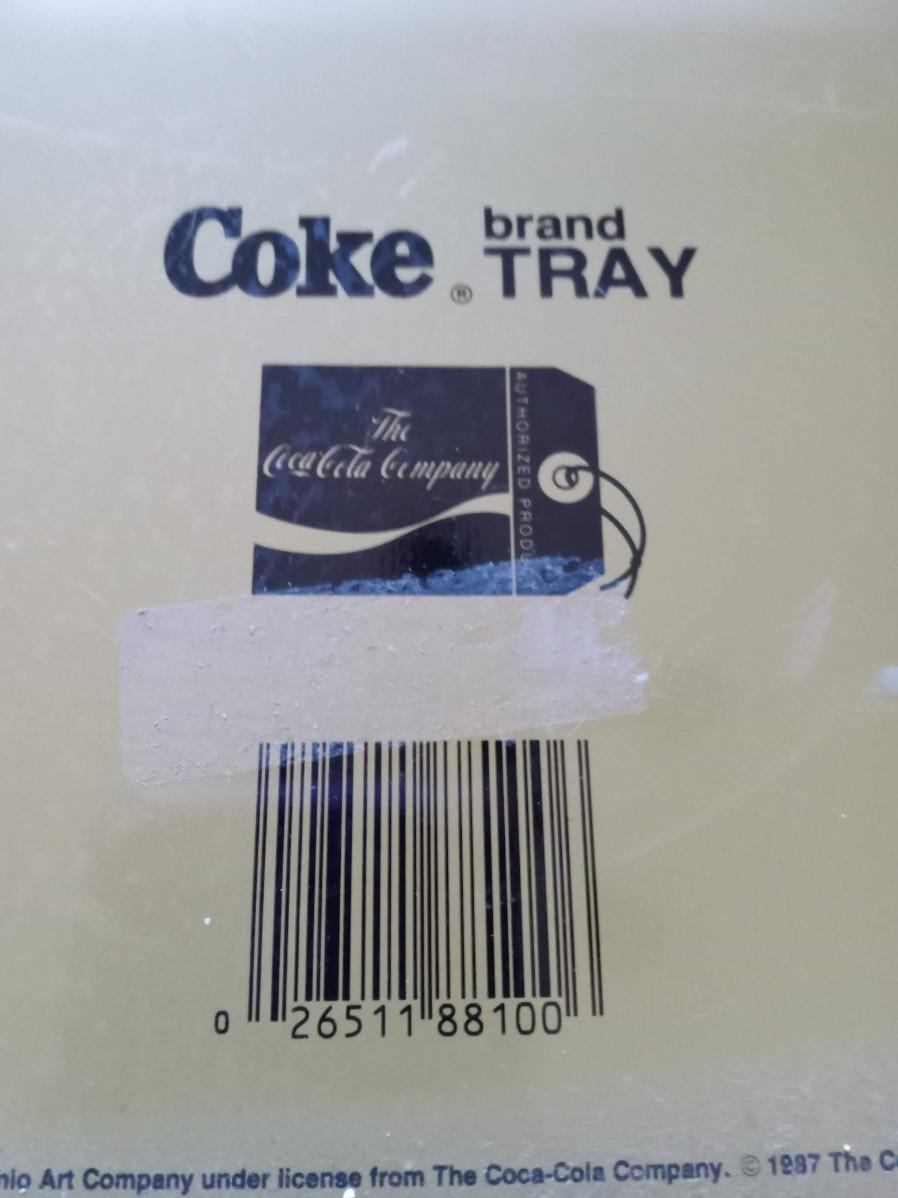 Coke ® brand TRAY
The
Coca-Cola Company
AUTHORIZED
0 26511 88100
Art Company under license from The Coca-Cola Company. © 1987 The